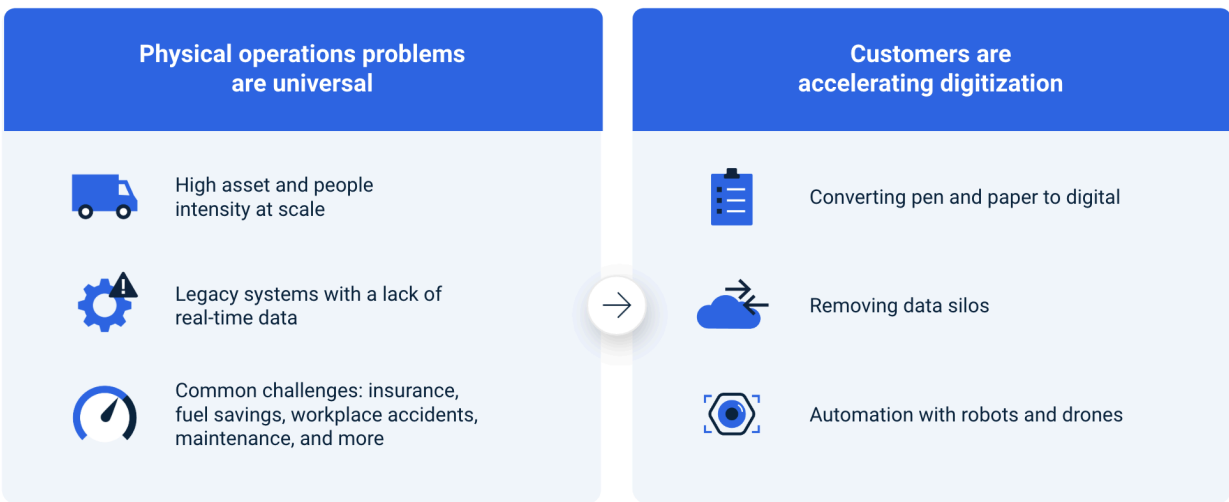 Physical operations problems
are universal
High asset and people
intensity at scale
Legacy systems with a lack of
real-time data
Common challenges: insurance,
fuel savings, workplace accidents,
maintenance, and more
Customers are
accelerating digitization
Converting pen and paper to digital
Removing data silos
Automation with robots and drones